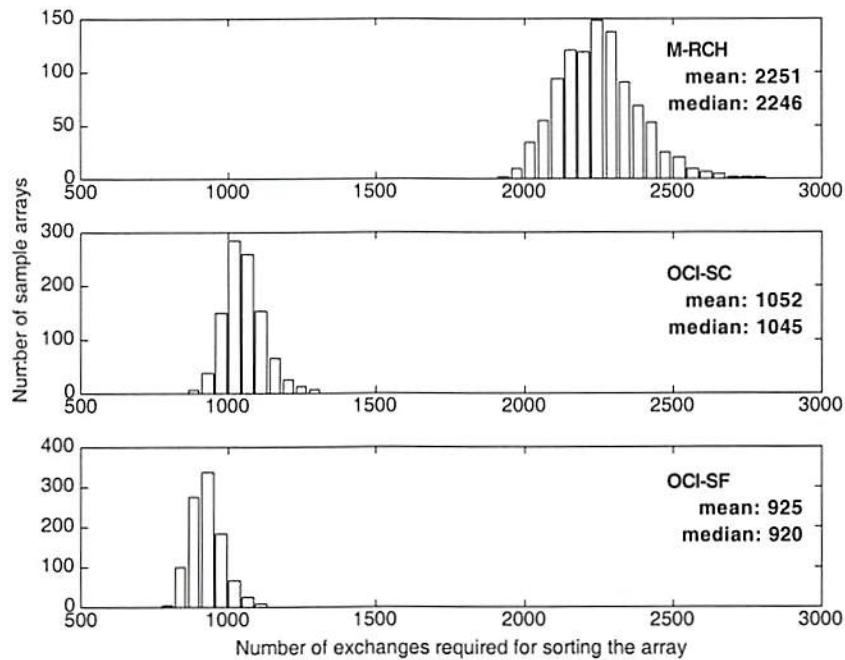 150
100
50
0
500 1000 1500 2000 2500 3000
M-RCH
mean: 2251
median: 2246
Number of sample arrays
300
200
100
0
500 1000 1500 2000 2500 3000
OCI-SC
mean: 1052
median: 1045
400
300
200
100
0
500 1000 1500 2000 2500 3000
OCI-SF
mean: 925
median: 920
Number of exchanges required for sorting the array